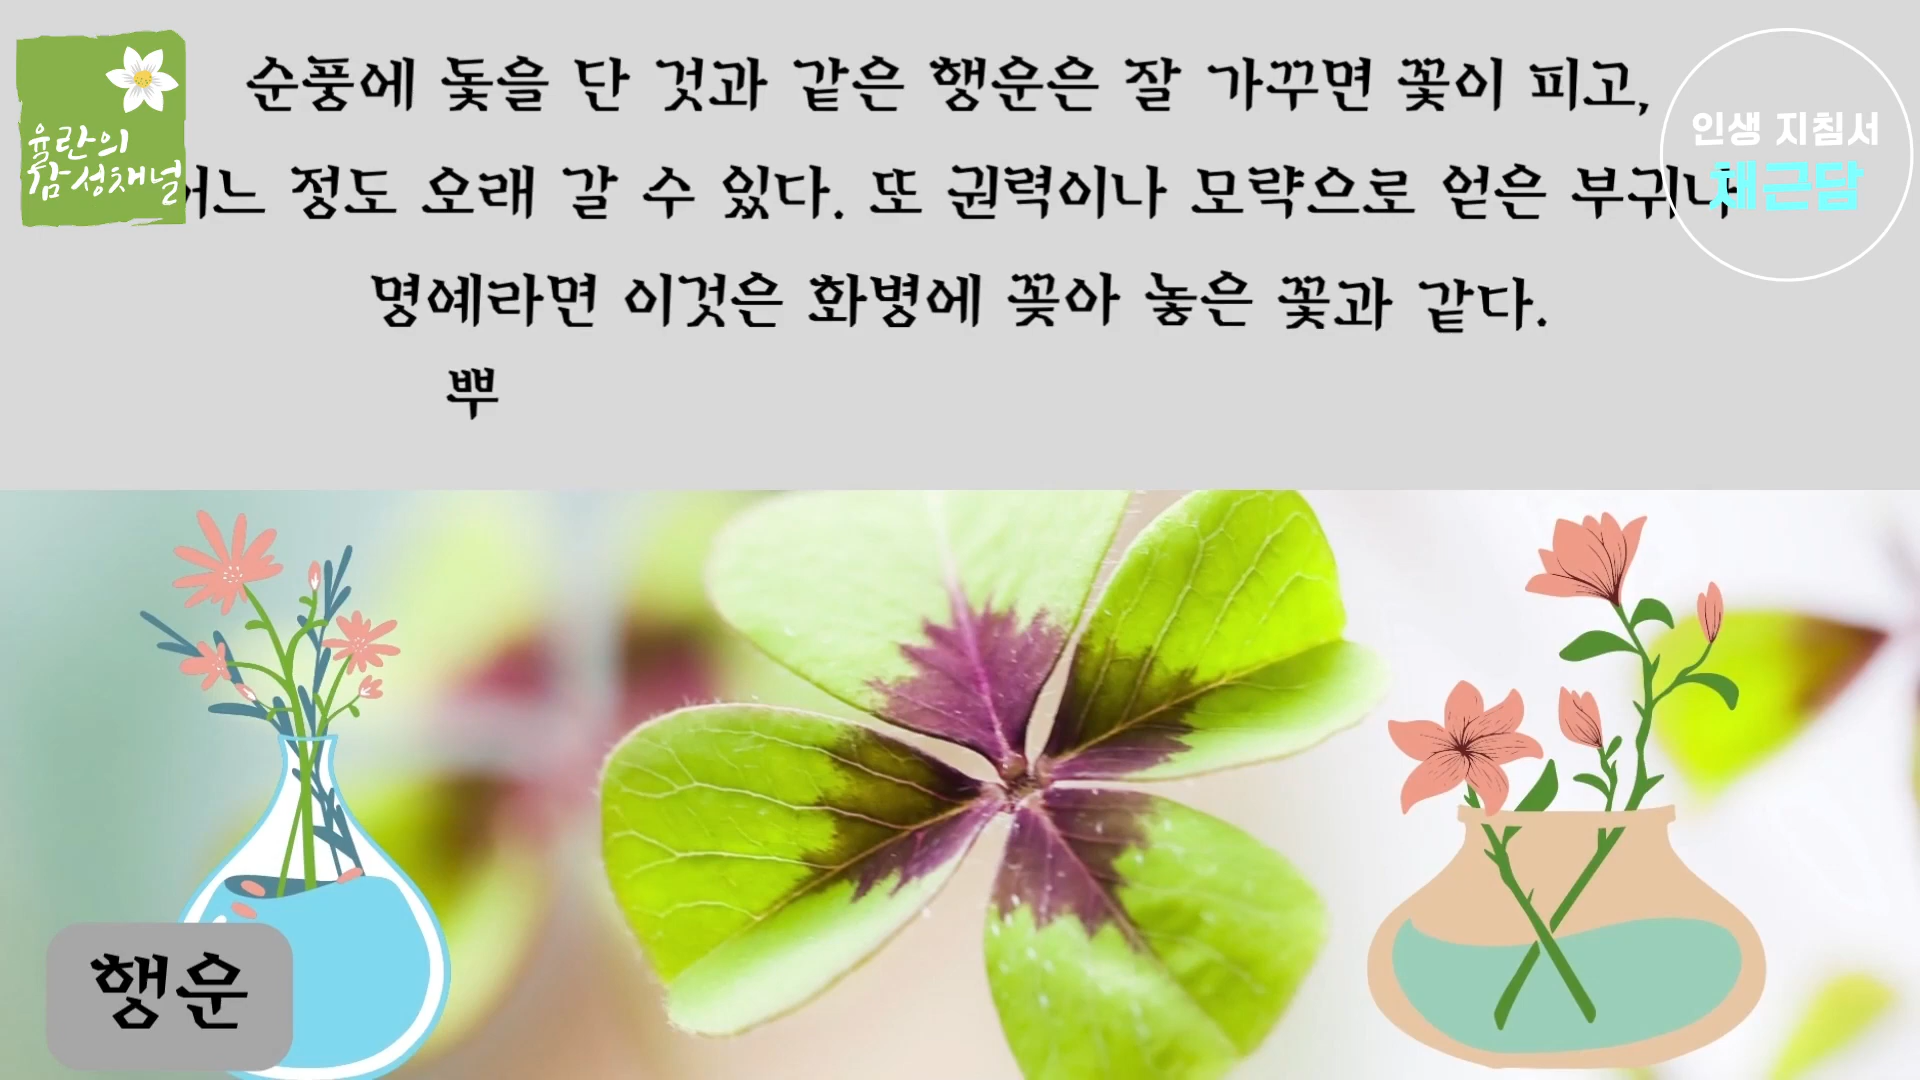 순풍에 돛을 단 것과 같은 행운은 잘 가꾸면 꽃이 피고,
어느 정도 오래 갈 수 있다. 또 권력이나 모략으로 얻은 부귀나
명예라면 이것은 화병에 꽂아 놓은 꽃과 같다.
뿌
율란의
감성채널
인생 지침서
채근담
행운